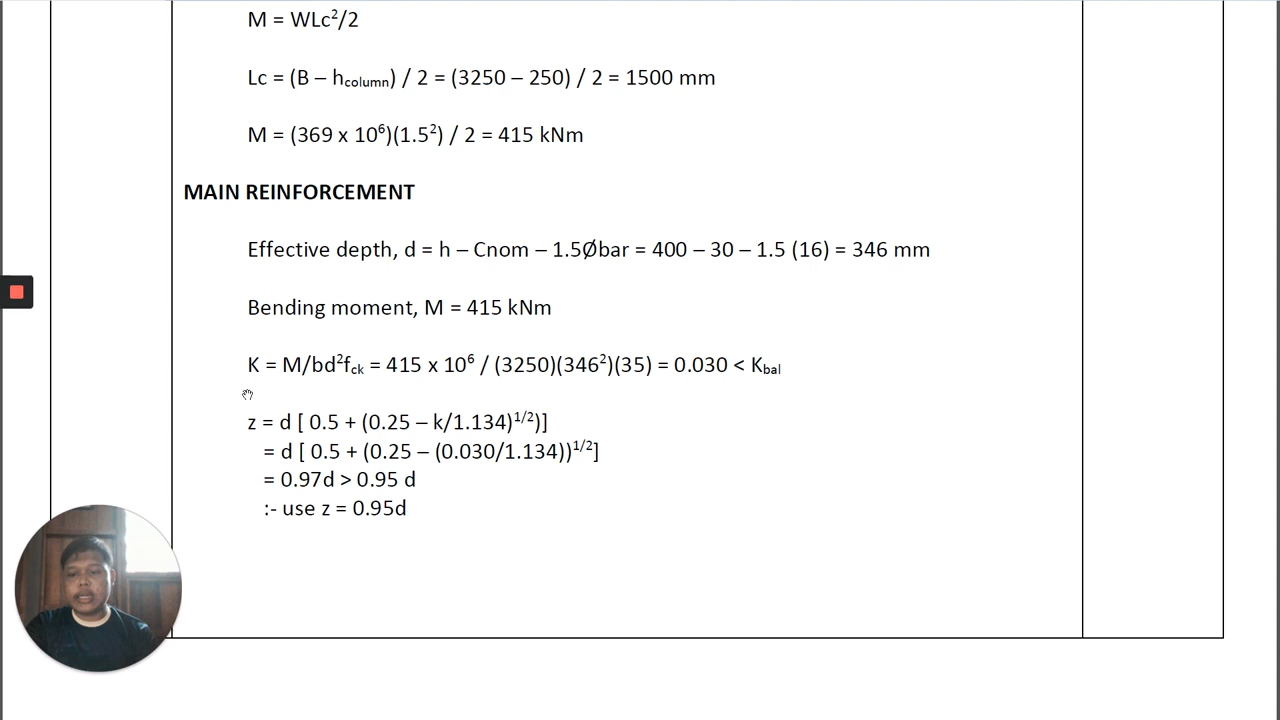 M = WLc²/2
Lc = (B – hcolumn) / 2 = (3250 – 250) / 2 = 1500 mm
M = (369 x 10⁶)(1.5²) / 2 = 415 kNm
MAIN REINFORCEMENT
Effective depth, d = h – Cnom – 1.5Øbar = 400 – 30 – 1.5 (16) = 346 mm
Bending moment, M = 415 kNm
K = M/bd²fck = 415 x 10⁶ / (3250)(346²)(35) = 0.030 < Kbal
z = d [ 0.5 + (0.25 – k/1.134)¹/²)]
= d [ 0.5 + (0.25 – (0.030/1.134))¹/²]
= 0.97d > 0.95 d
:- use z = 0.95d